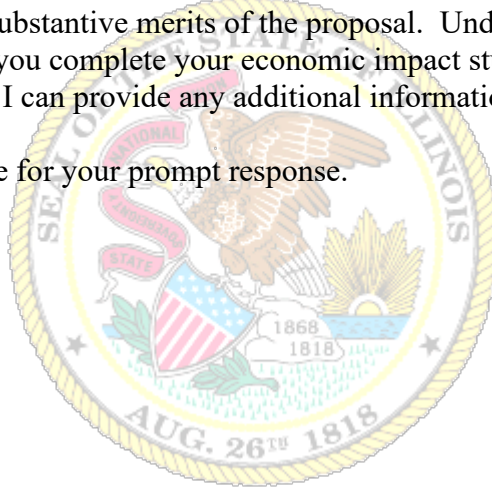 ubstantive merits of the proposal. Und
you complete your economic impact st
I can provide any additional informatio
e for your prompt response.
SEAL OF THE STATE OF ILLINOIS
NATIONAL
SOVEREIGNTY
STATE
1868
1818
AUG. 26TH 1818